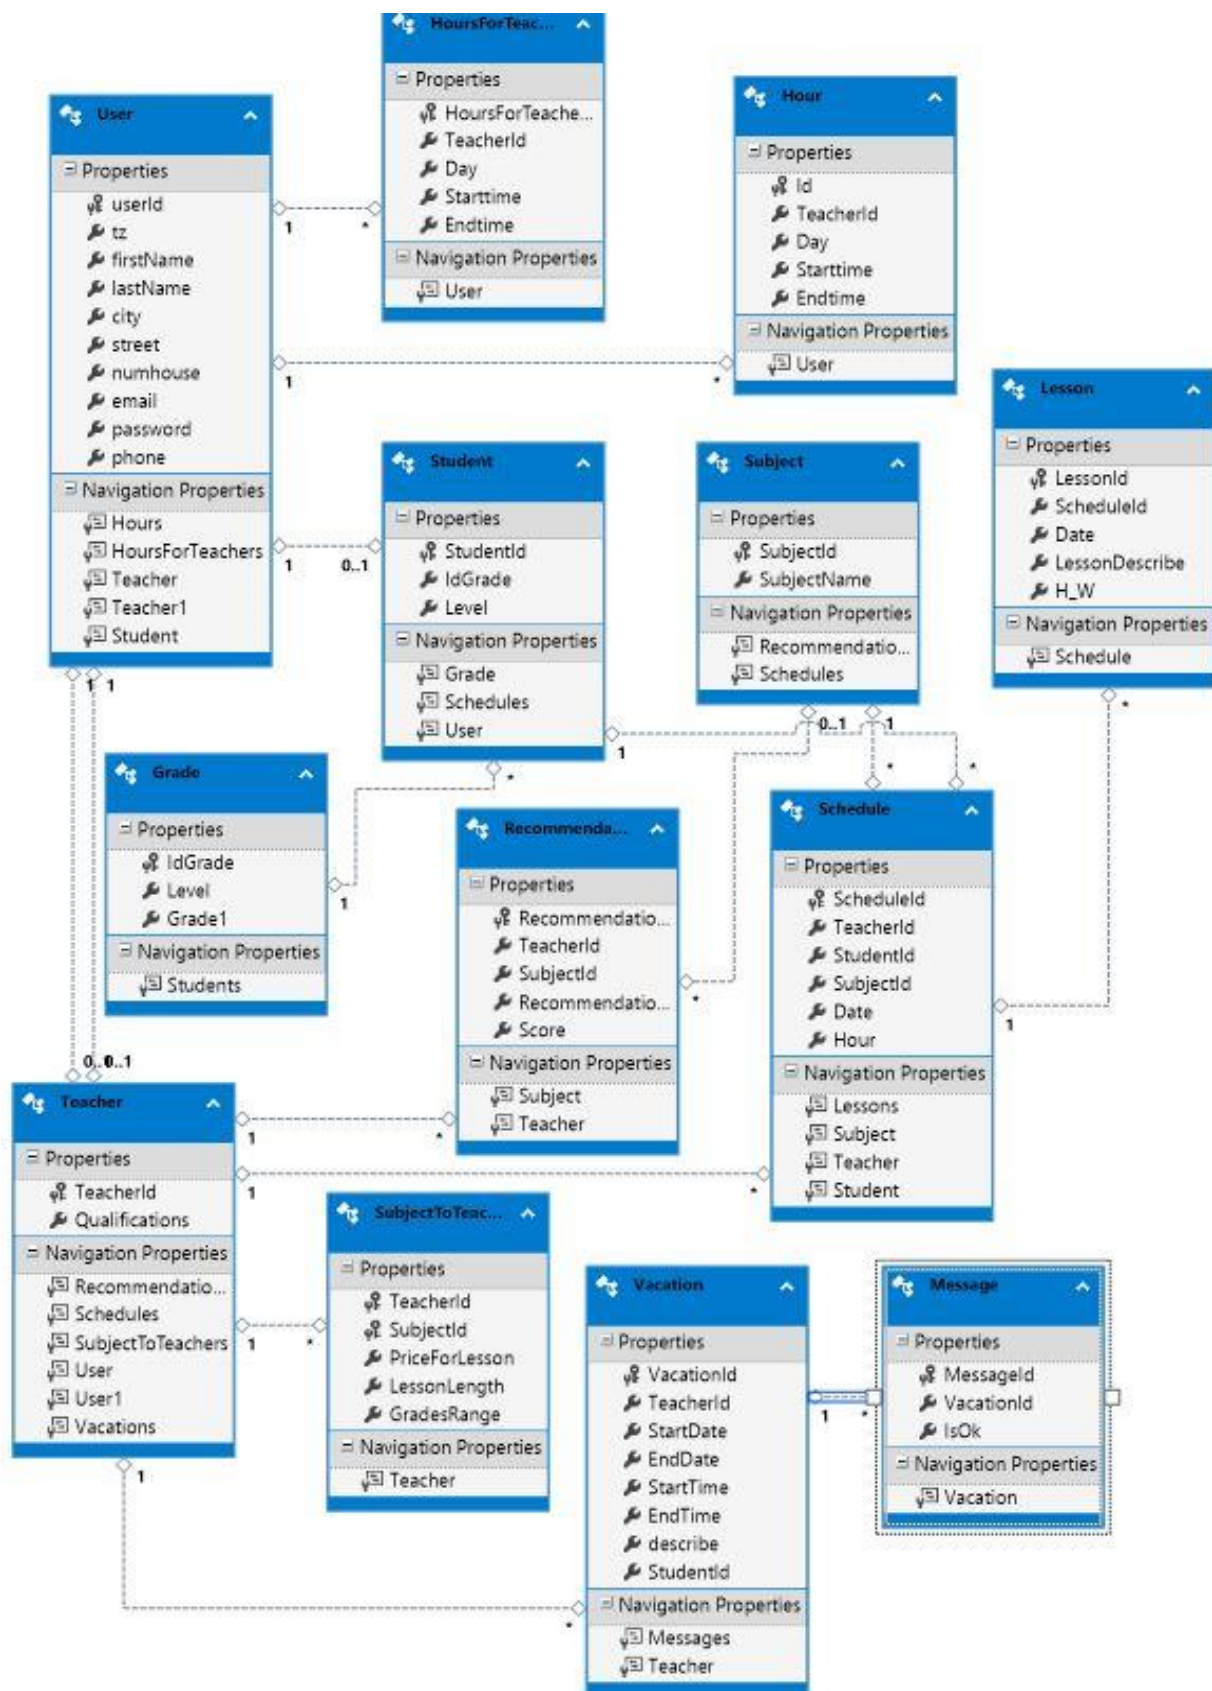 HoursForTeac...
Properties
HoursForTeache...
TeacherId
Day
Starttime
Endtime
Navigation Properties
User
Hour
Properties
Id
TeacherId
Day
Starttime
Endtime
Navigation Properties
User
User
Properties
userId
tz
firstName
lastName
city
street
numhouse
email
password
phone
Navigation Properties
Hours
HoursForTeachers
Teacher
Teacher1
Student
1
*
1
*
1
0..1
1
1
Student
Properties
StudentId
IdGrade
Level
Navigation Properties
Grade
Schedules
User
Subject
Properties
SubjectId
SubjectName
Navigation Properties
Recommendatio...
Schedules
Lesson
Properties
LessonId
ScheduleId
Date
LessonDescribe
H_W
Navigation Properties
Schedule
*
1
0..1
1
*
*
*
Grade
Properties
IdGrade
Level
Grade1
Navigation Properties
Students
1
Recommenda...
Properties
Recommendatio...
TeacherId
SubjectId
Recommendatio...
Score
Navigation Properties
Subject
Teacher
*
Schedule
Properties
ScheduleId
TeacherId
StudentId
SubjectId
Date
Hour
Navigation Properties
Lessons
Subject
Teacher
Student
1
0..1
0..1
Teacher
Properties
TeacherId
Qualifications
Navigation Properties
Recommendatio...
Schedules
SubjectToTeachers
User
User1
Vacations
1
*
1
*
1
*
1
*
SubjectToTeac...
Properties
TeacherId
SubjectId
PriceForLesson
LessonLength
GradesRange
Navigation Properties
Teacher
Vacation
Properties
VacationId
TeacherId
StartDate
EndDate
StartTime
EndTime
describe
StudentId
Navigation Properties
Messages
Teacher
1
*
Message
Properties
MessageId
VacationId
IsOk
Navigation Properties
Vacation